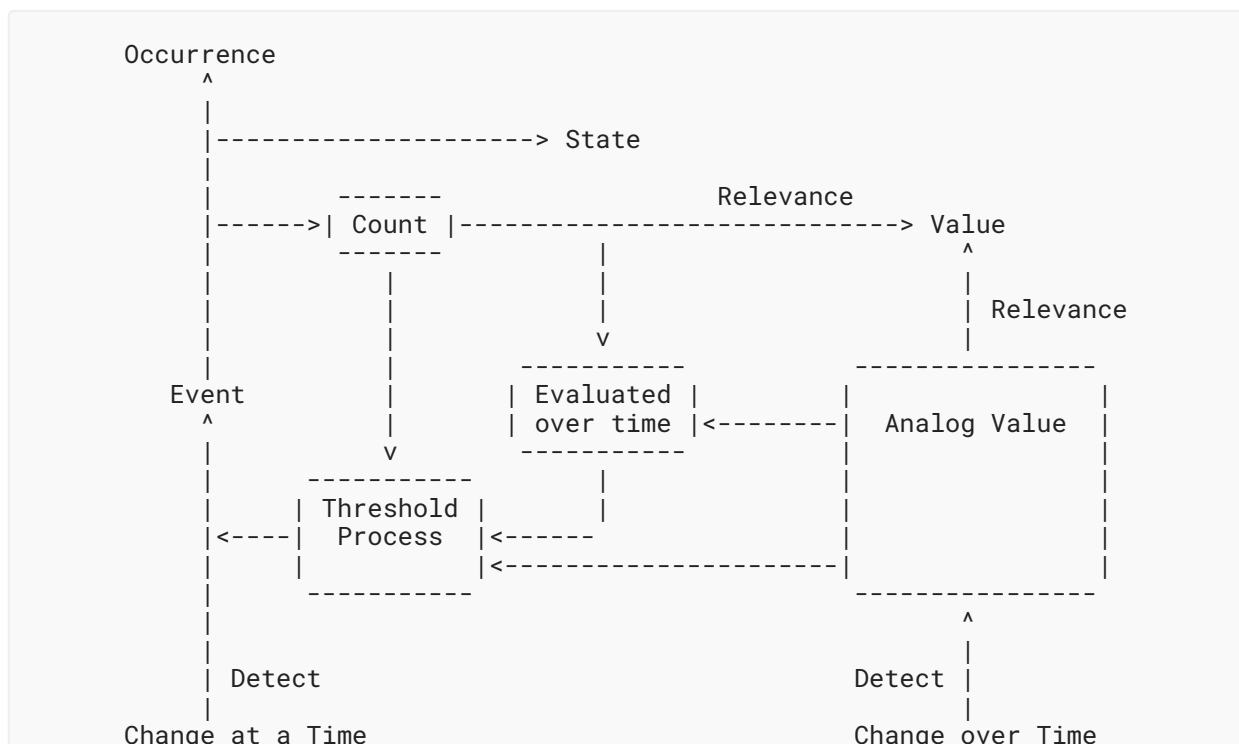 Occurrence
State
Relevance
Count
Value
Relevance
Event
Evaluated
over time
Analog Value
Threshold
Process
Detect
Detect
Change at a Time
Change over Time